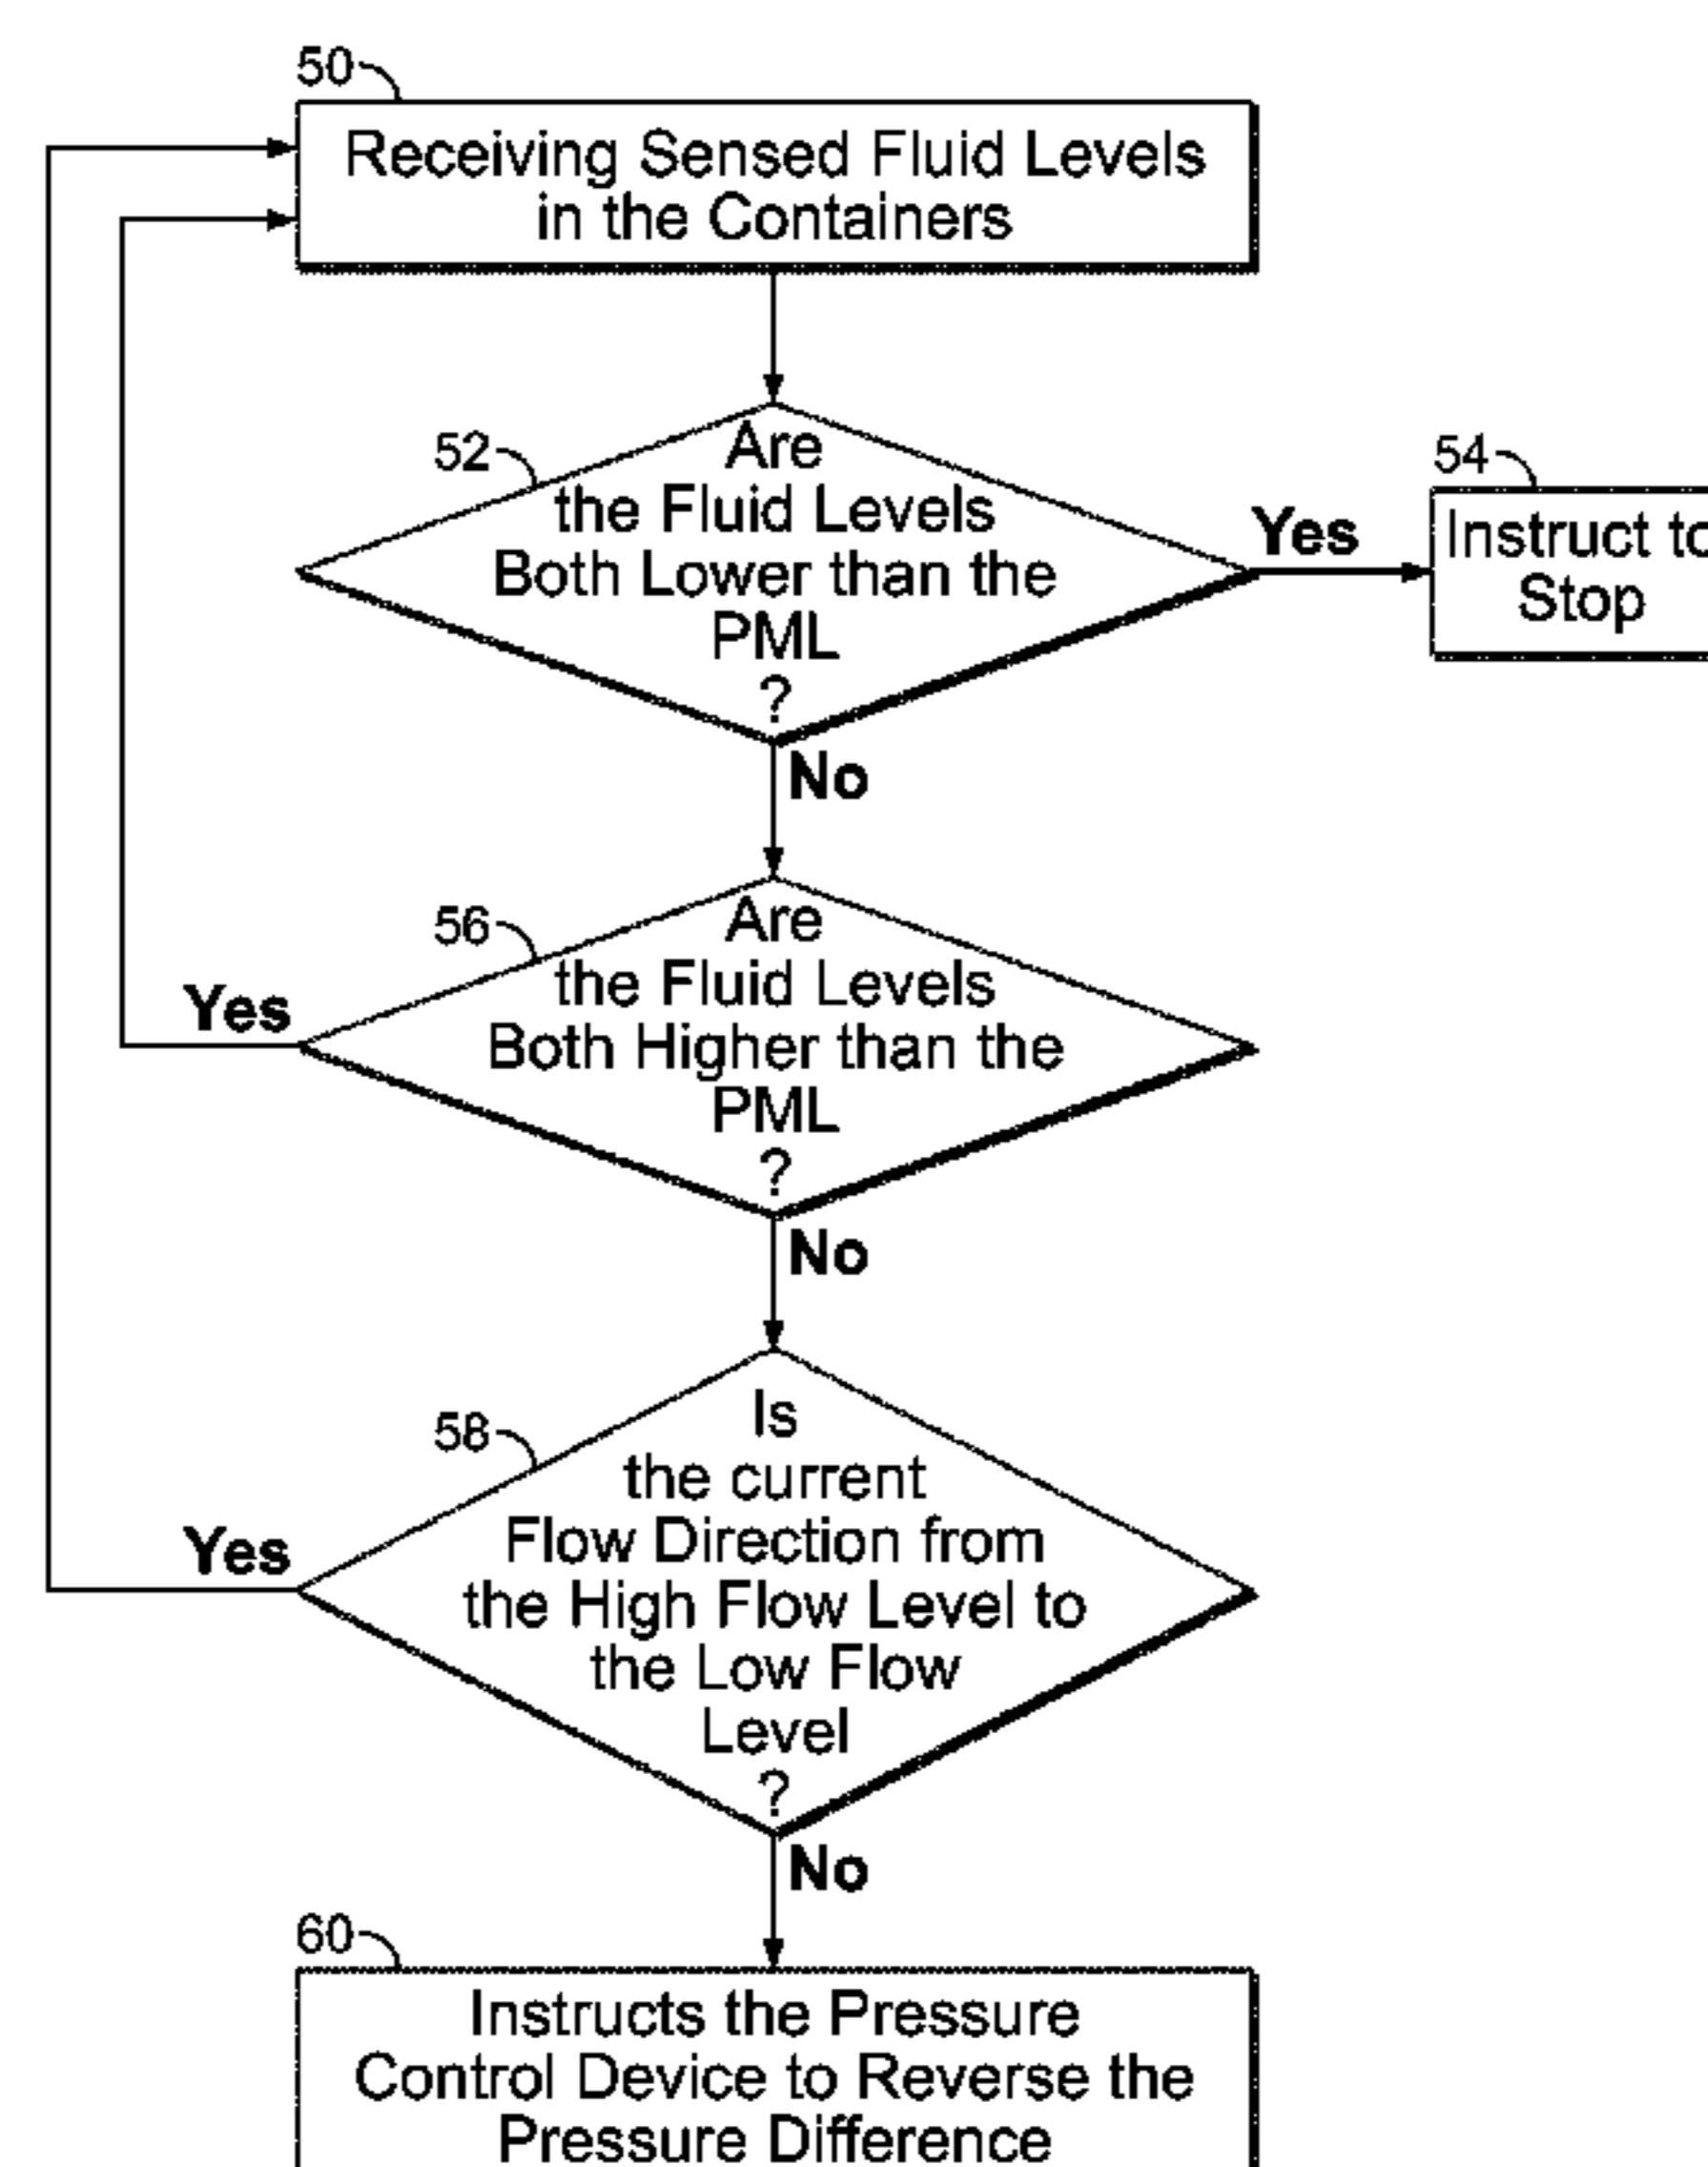 50
Receiving Sensed Fluid Levels
in the Containers
52
Are
the Fluid Levels
Both Lower than the
PML
?
Yes
54
Instruct to
Stop
No
56
Are
the Fluid Levels
Both Higher than the
PML
?
Yes
No
58
Is
the current
Flow Direction from
the High Flow Level to
the Low Flow
Level
?
Yes
No
60
Instructs the Pressure
Control Device to Reverse the
Pressure Difference